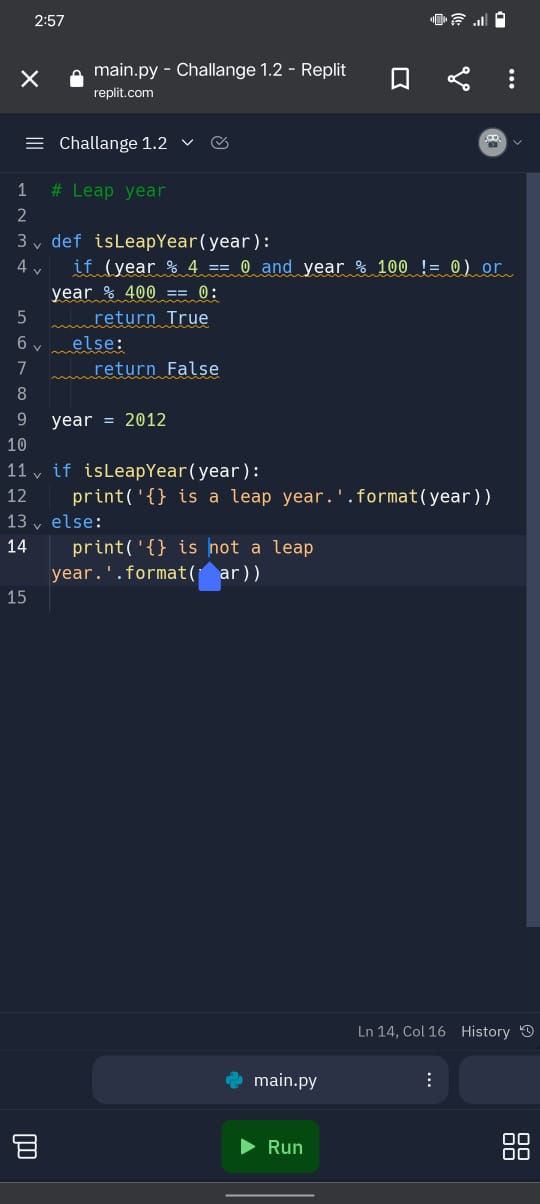 2:57
main.py - Challange 1.2 - Replit
replit.com
Challange 1.2
1 # Leap year
2
3 def isLeapYear(year):
4 if (year % 4 == 0 and year % 100 != 0) or
year % 400 == 0:
5 return True
6 else:
7 return False
8
9 year = 2012
10
11 if isLeapYear(year):
12 print('{} is a leap year.'.format(year))
13 else:
14 print('{} is not a leap
year.'.format(year))
15
Ln 14, Col 16 History
main.py
Run